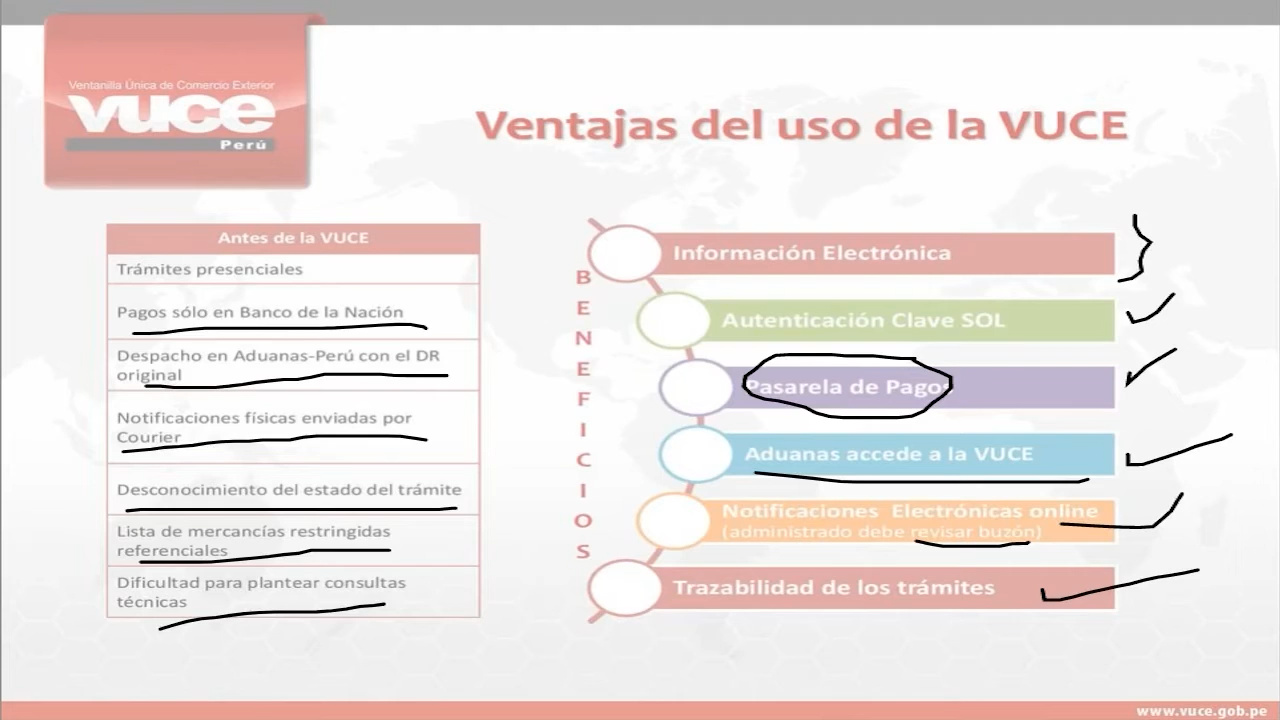 Ventanilla Única de Comercio Exterior
vuce
Perú
Ventajas del uso de la VUCE
Antes de la VUCE
Trámites presenciales
Pagos sólo en Banco de la Nación
Despacho en Aduanas-Perú con el DR
original
Notificaciones físicas enviadas por
Courier
Desconocimiento del estado del trámite
Lista de mercancías restringidas
referenciales
Dificultad para plantear consultas
técnicas
BENEFICIOS
Información Electrónica
Autenticación Clave SOL
Pasarela de Pagos
Aduanas accede a la VUCE
Notificaciones Electrónicas online
(administrado debe revisar buzón)
Trazabilidad de los trámites
www.vuce.gob.pe